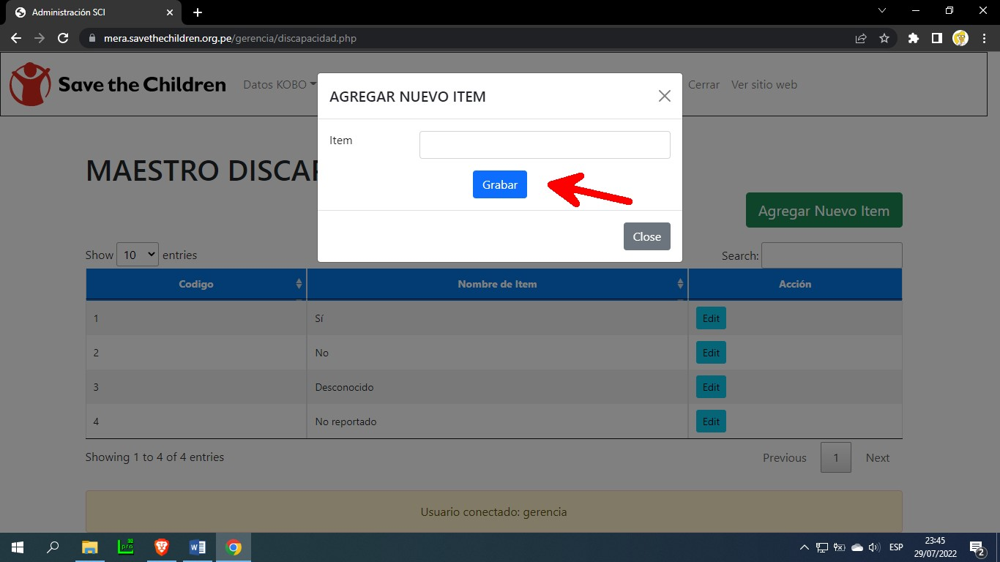 Administración SCI
mera.savethechildren.org.pe/gerencia/discapacidad.php
Save the Children Datos KOBO Cerrar Ver sitio web
AGREGAR NUEVO ITEM
Item
Grabar
Close
MAESTRO DISCAP
Agregar Nuevo Item
Show 10 entries Search:
Codigo Nombre de Item Acción
1 Sí Edit
2 No Edit
3 Desconocido Edit
4 No reportado Edit
Showing 1 to 4 of 4 entries Previous 1 Next
Usuario conectado: gerencia
ESP
23:45
29/07/2022
2